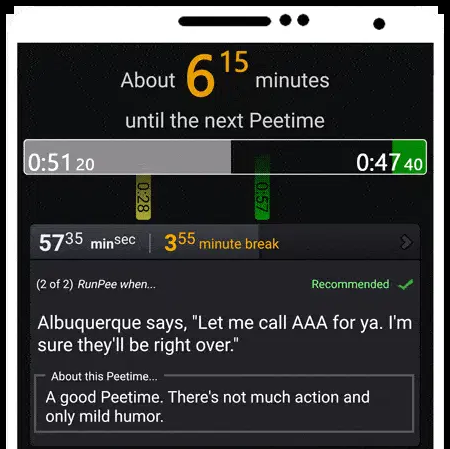 About 6 15 minutes
until the next Peetime
0:51 20 0:47 40
0:28 0:57
57 35 min sec | 3 55 minute break
(2 of 2) RunPee when... Recommended
Albuquerque says, "Let me call AAA for ya. I'm
sure they'll be right over."
About this Peetime...
A good Peetime. There's not much action and
only mild humor.